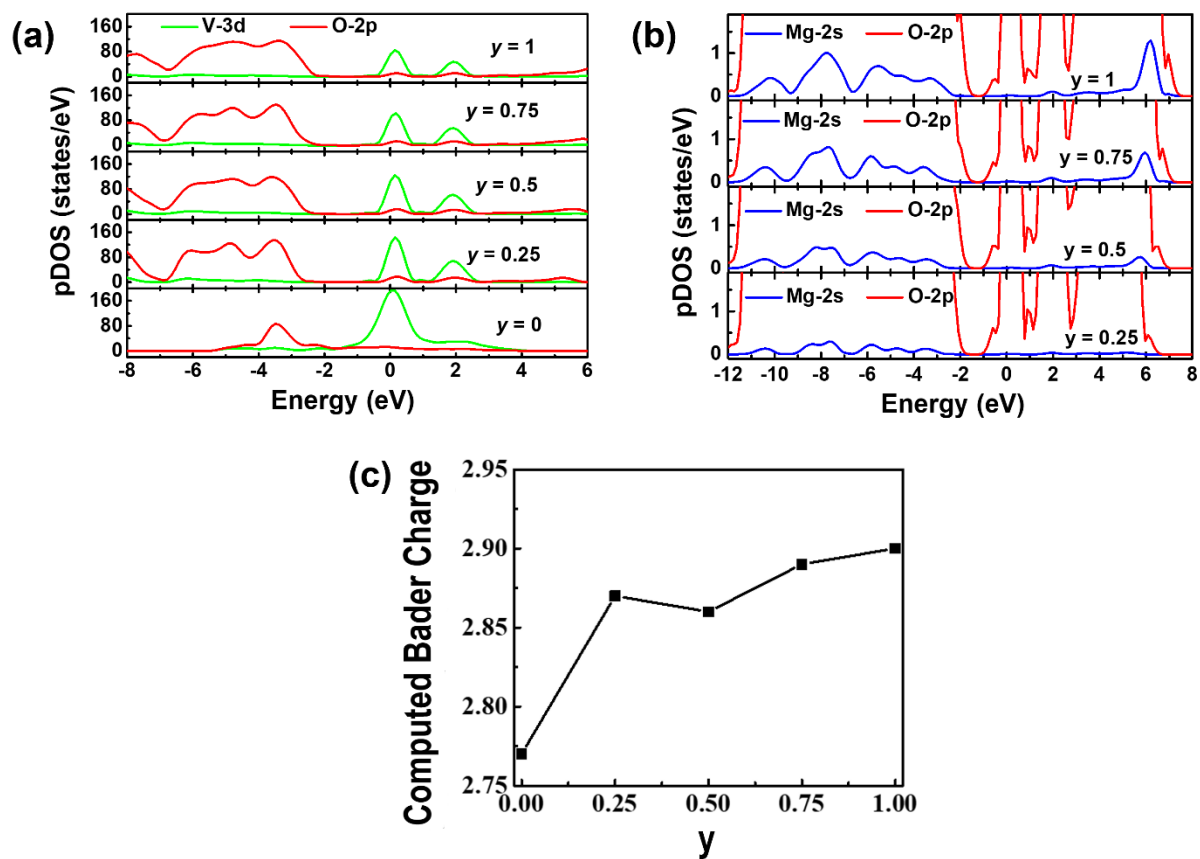 (a)
V-3d O-2p
y = 1
y = 0.75
y = 0.5
y = 0.25
y = 0
160
80
0
160
80
0
160
80
0
160
80
0
160
80
0
pDOS (states/eV)
-8 -6 -4 -2 0 2 4 6
Energy (eV)
(b)
Mg-2s O-2p
y = 1
Mg-2s O-2p
y = 0.75
Mg-2s O-2p
y = 0.5
Mg-2s O-2p
y = 0.25
1
0
1
0
1
0
1
0
pDOS (states/eV)
-12 -10 -8 -6 -4 -2 0 2 4 6 8
Energy (eV)
(c)
Computed Bader Charge
2.95
2.90
2.85
2.80
2.75
0.00 0.25 0.50 0.75 1.00
y